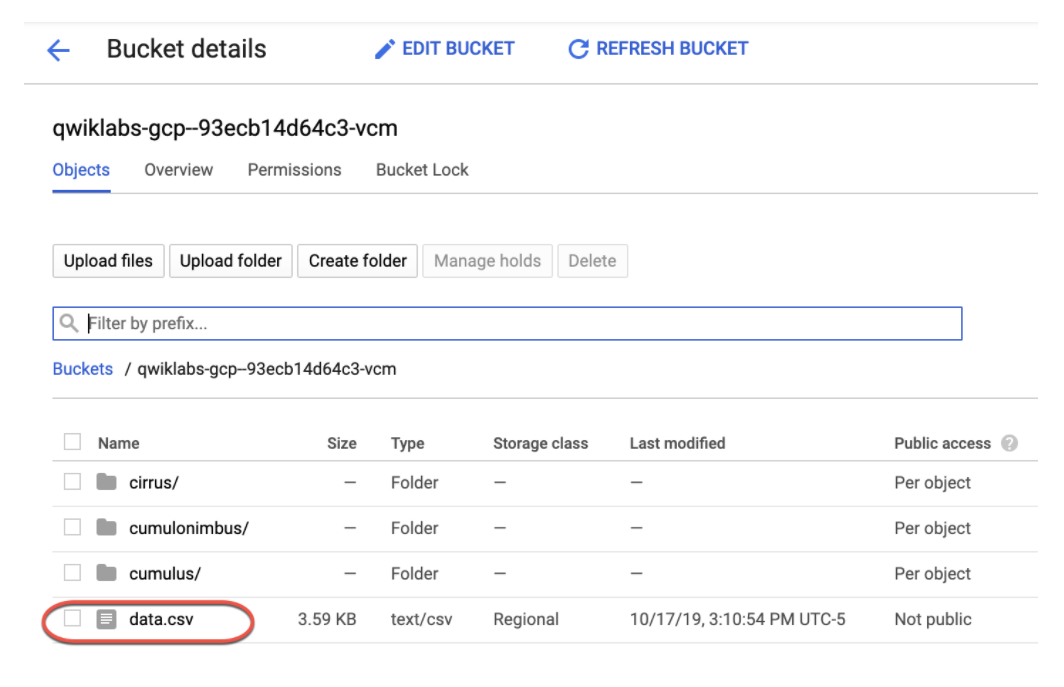 Bucket details EDIT BUCKET REFRESH BUCKET
qwiklabs-gcp--93ecb14d64c3-vcm
Objects Overview Permissions Bucket Lock
Upload files Upload folder Create folder Manage holds Delete
Filter by prefix...
Buckets / qwiklabs-gcp--93ecb14d64c3-vcm
Name Size Type Storage class Last modified Public access ?
cirrus/ — Folder — — Per object
cumulonimbus/ — Folder — — Per object
cumulus/ — Folder — — Per object
data.csv 3.59 KB text/csv Regional 10/17/19, 3:10:54 PM UTC-5 Not public